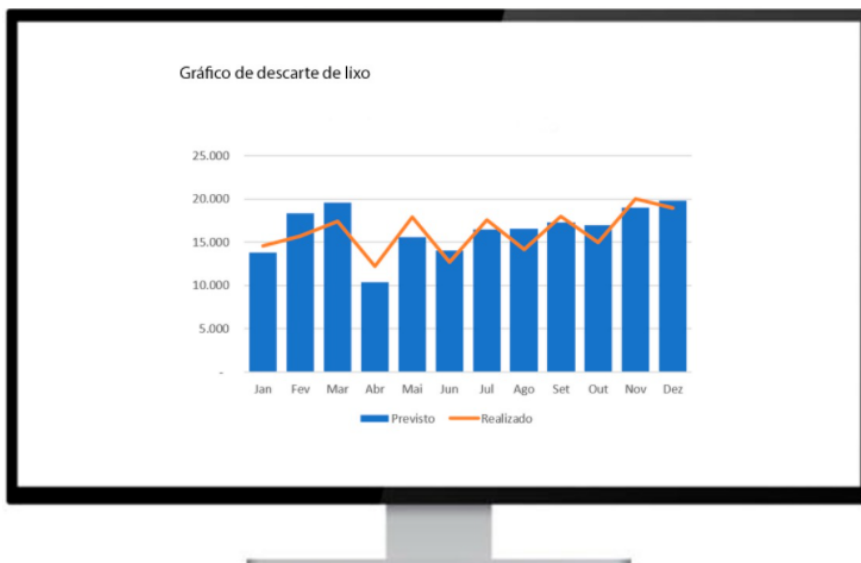 Gráfico de descarte de lixo
25.000
20.000
15.000
10.000
5.000
-
Jan Fev Mar Abr Mai Jun Jul Ago Set Out Nov Dez
Previsto Realizado